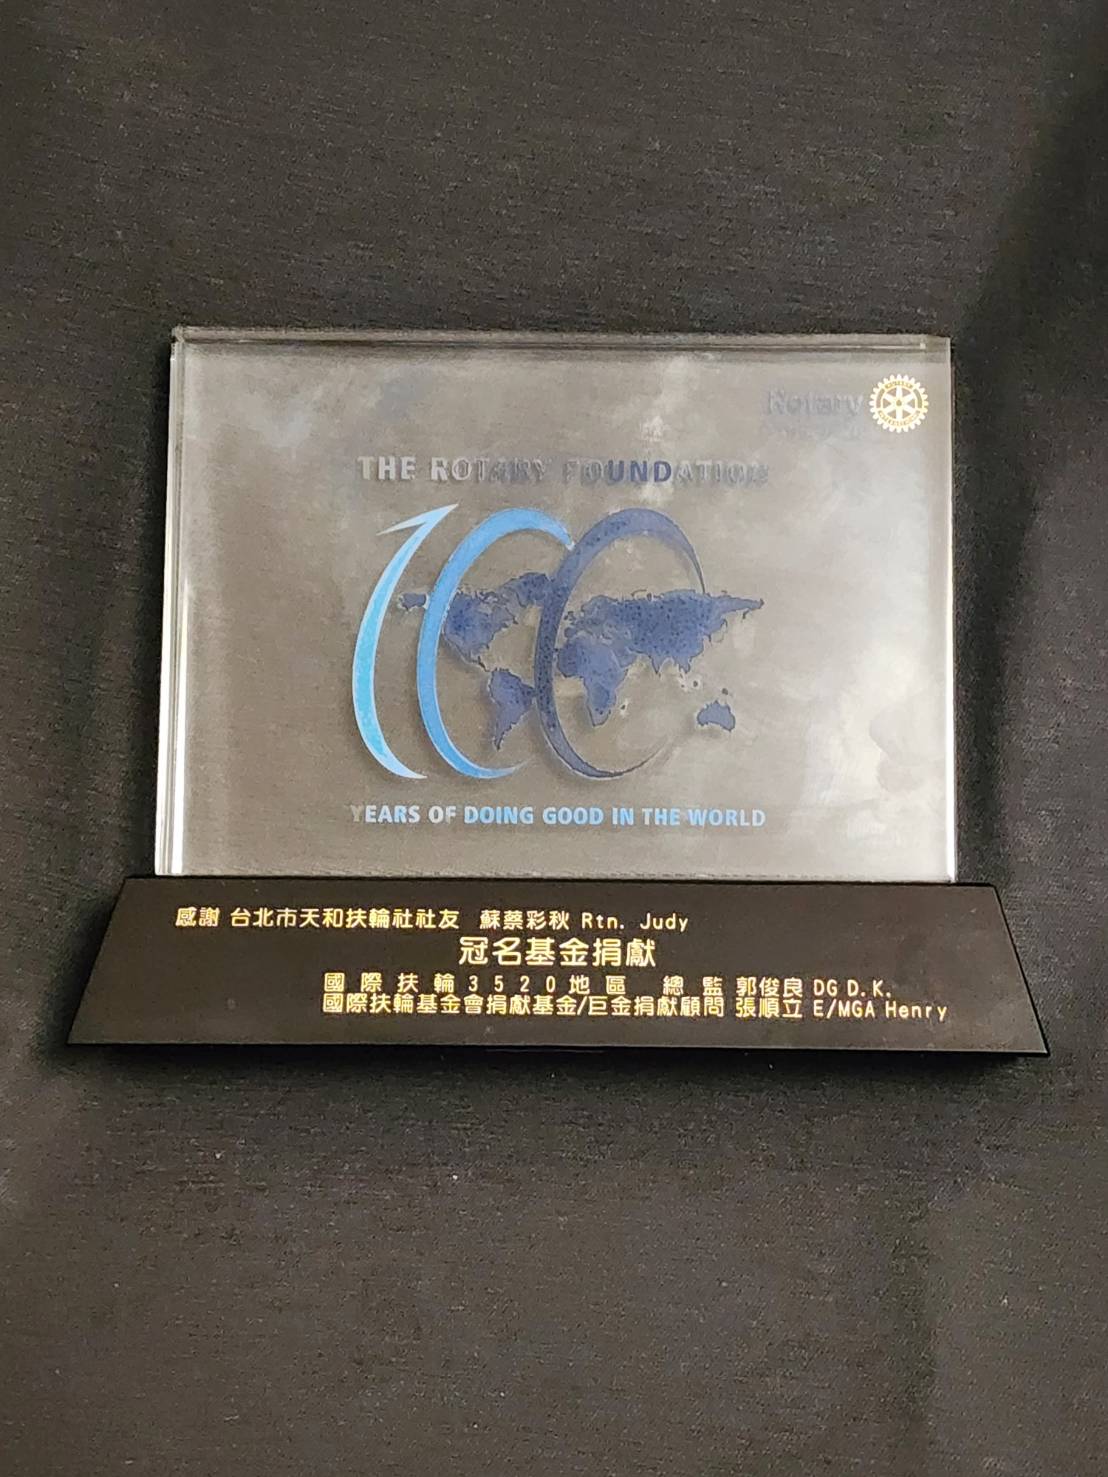 Rotary
THE ROTARY FOUNDATION
100
YEARS OF DOING GOOD IN THE WORLD
感謝 台北市天和扶輪社社友 蘇蔡彩秋 Rtn. Judy
冠名基金捐獻
國際扶輪3520地區 總監 郭俊良 DG D.K.
國際扶輪基金會捐獻基金/巨金捐獻顧問 張順立 E/MGA Henry